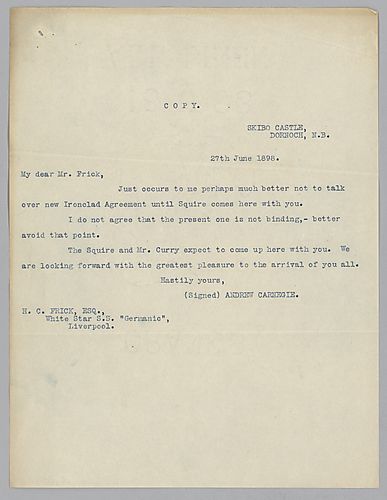 COPY.
SKIBO CASTLE,
DORNOCH, N.B.
27th June 1898.
My dear Mr. Frick,
Just occurs to me perhaps much better not to talk
over new Ironclad Agreement until Squire comes here with you.
I do not agree that the present one is not binding,- better
avoid that point.
The Squire and Mr. Curry expect to come up here with you. We
are looking forward with the greatest pleasure to the arrival of you all.
Hastily yours,
(Signed) ANDREW CARNEGIE.
H. C. FRICK, ESQ.,
White Star S.S. "Germanic",
Liverpool.